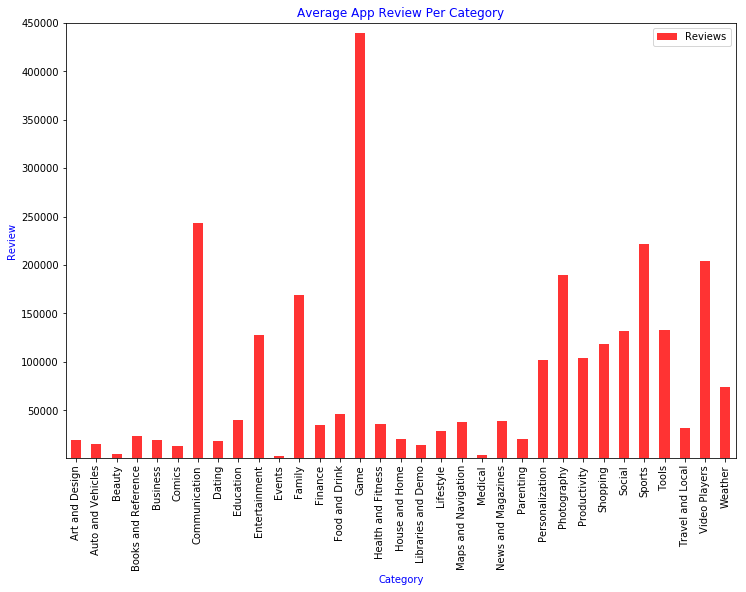 Average App Review Per Category
Reviews
450000
400000
350000
300000
250000
200000
150000
100000
50000
Review
Art and Design
Auto and Vehicles
Beauty
Books and Reference
Business
Comics
Communication
Dating
Education
Entertainment
Events
Family
Finance
Food and Drink
Game
Health and Fitness
House and Home
Libraries and Demo
Lifestyle
Maps and Navigation
Medical
News and Magazines
Parenting
Personalization
Photography
Productivity
Shopping
Social
Sports
Tools
Travel and Local
Video Players
Weather
Category